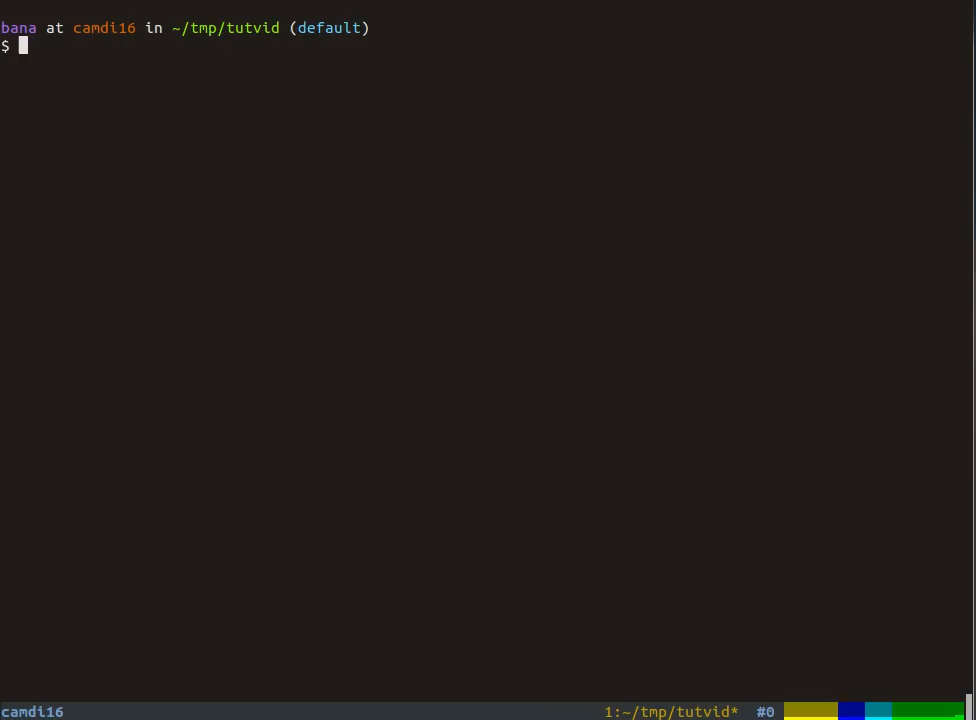 bana at camdi16 in ~/tmp/tutvid (default)
$
camdi16 1:~/tmp/tutvid* #0